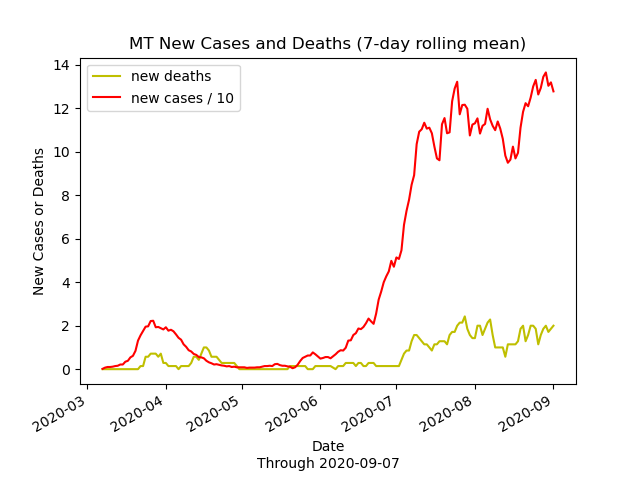 MT New Cases and Deaths (7-day rolling mean)
new deaths
new cases / 10
14
12
10
8
6
4
2
0
New Cases or Deaths
2020-03
2020-04
2020-05
2020-06
2020-07
2020-08
2020-09
Date
Through 2020-09-07